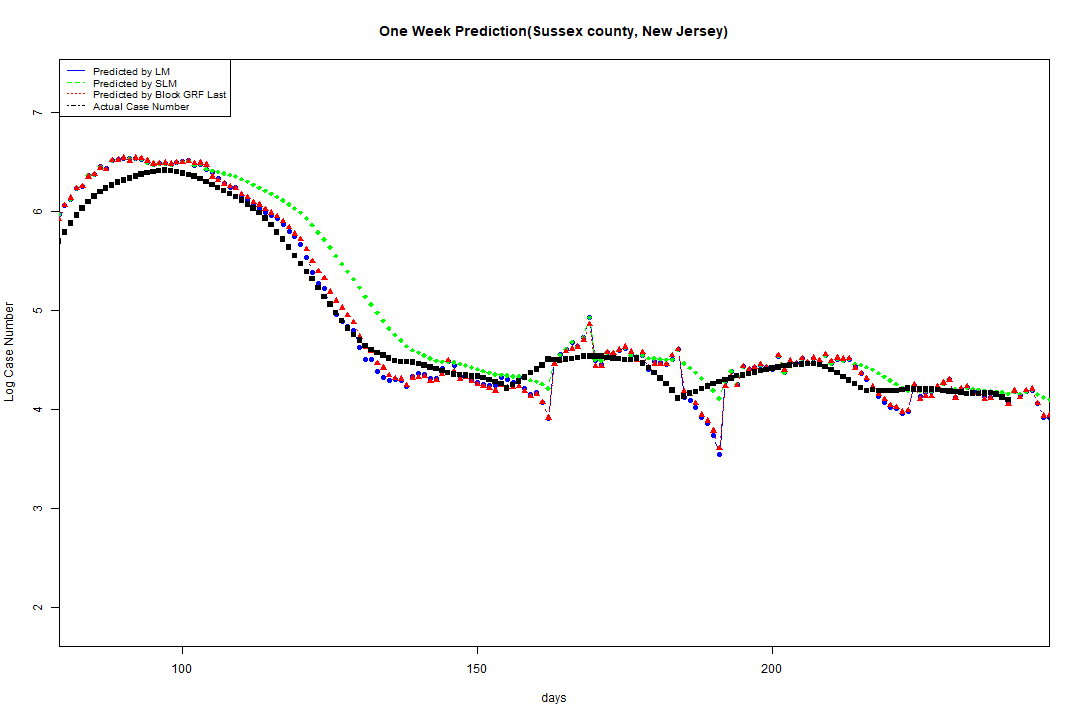 One Week Prediction(Sussex county, New Jersey)
Predicted by LM
Predicted by SLM
Predicted by Block GRF Last
Actual Case Number
7
6
5
4
3
2
Log Case Number
100
150
200
days